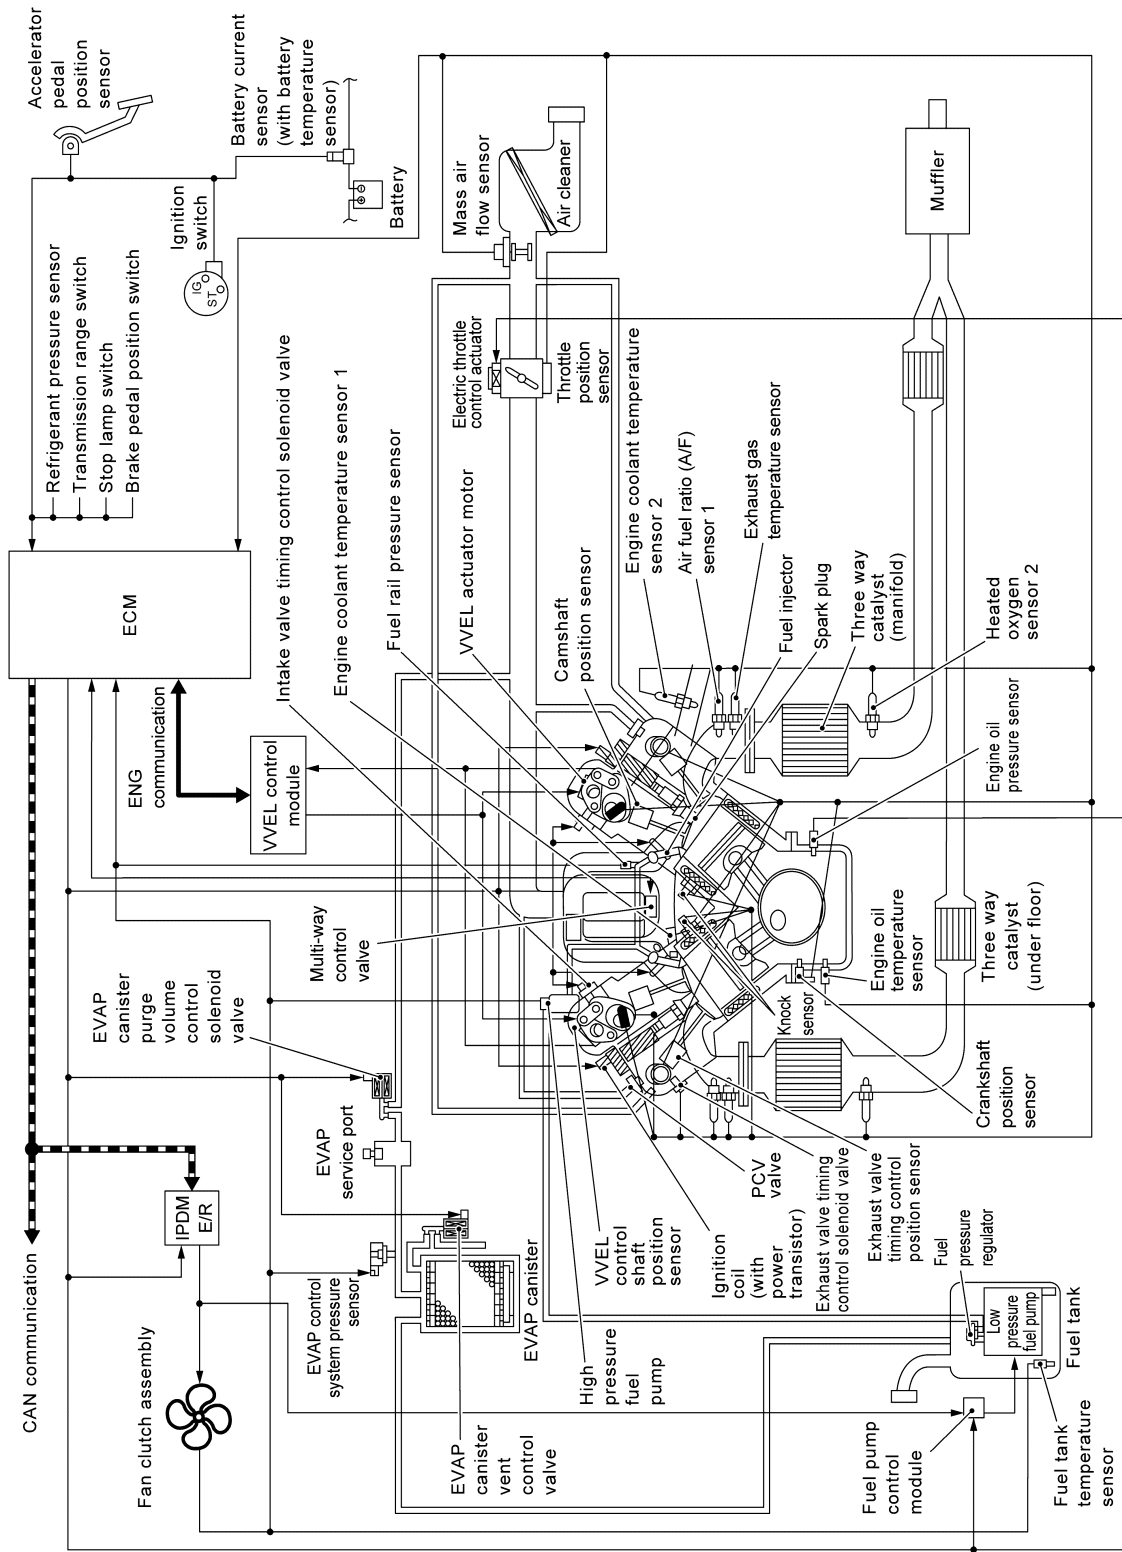 Accelerator
pedal
position
sensor
Battery current
sensor
(with battery
temperature
sensor)
Battery
Ignition
switch
IG
ST
Refrigerant pressure sensor
Transmission range switch
Stop lamp switch
Brake pedal position switch
Mass air
flow sensor
Air cleaner
Muffler
Electric throttle
control actuator
Throttle
position
sensor
Intake valve timing control solenoid valve
Engine coolant temperature sensor 1
Fuel rail pressure sensor
VVEL actuator motor
Camshaft
position sensor
Engine coolant temperature
sensor 2
Air fuel ratio (A/F)
sensor 1
Exhaust gas
temperature sensor
Fuel injector
Spark plug
Three way
catalyst
(manifold)
Heated
oxygen
sensor 2
Engine oil
pressure sensor
ECM
ENG
communication
VVEL control
module
Multi-way
control
valve
EVAP
canister
purge
volume
control
solenoid
valve
Engine oil
temperature
sensor
Three way
catalyst
(under floor)
Knock
sensor
Crankshaft
position
sensor
EVAP
service port
IPDM
E/R
CAN communication
EVAP control
system pressure
sensor
EVAP canister
VVEL
control
shaft
position
sensor
PCV
valve
Ignition
coil (with
power
transistor)
Exhaust valve timing
control solenoid valve
Exhaust valve
timing control
position sensor
Fuel
pressure
regulator
Low
pressure
fuel pump
Fuel tank
Fan clutch assembly
High
pressure
fuel
pump
EVAP
canister
vent
control
valve
Fuel pump
control
module
Fuel tank
temperature
sensor